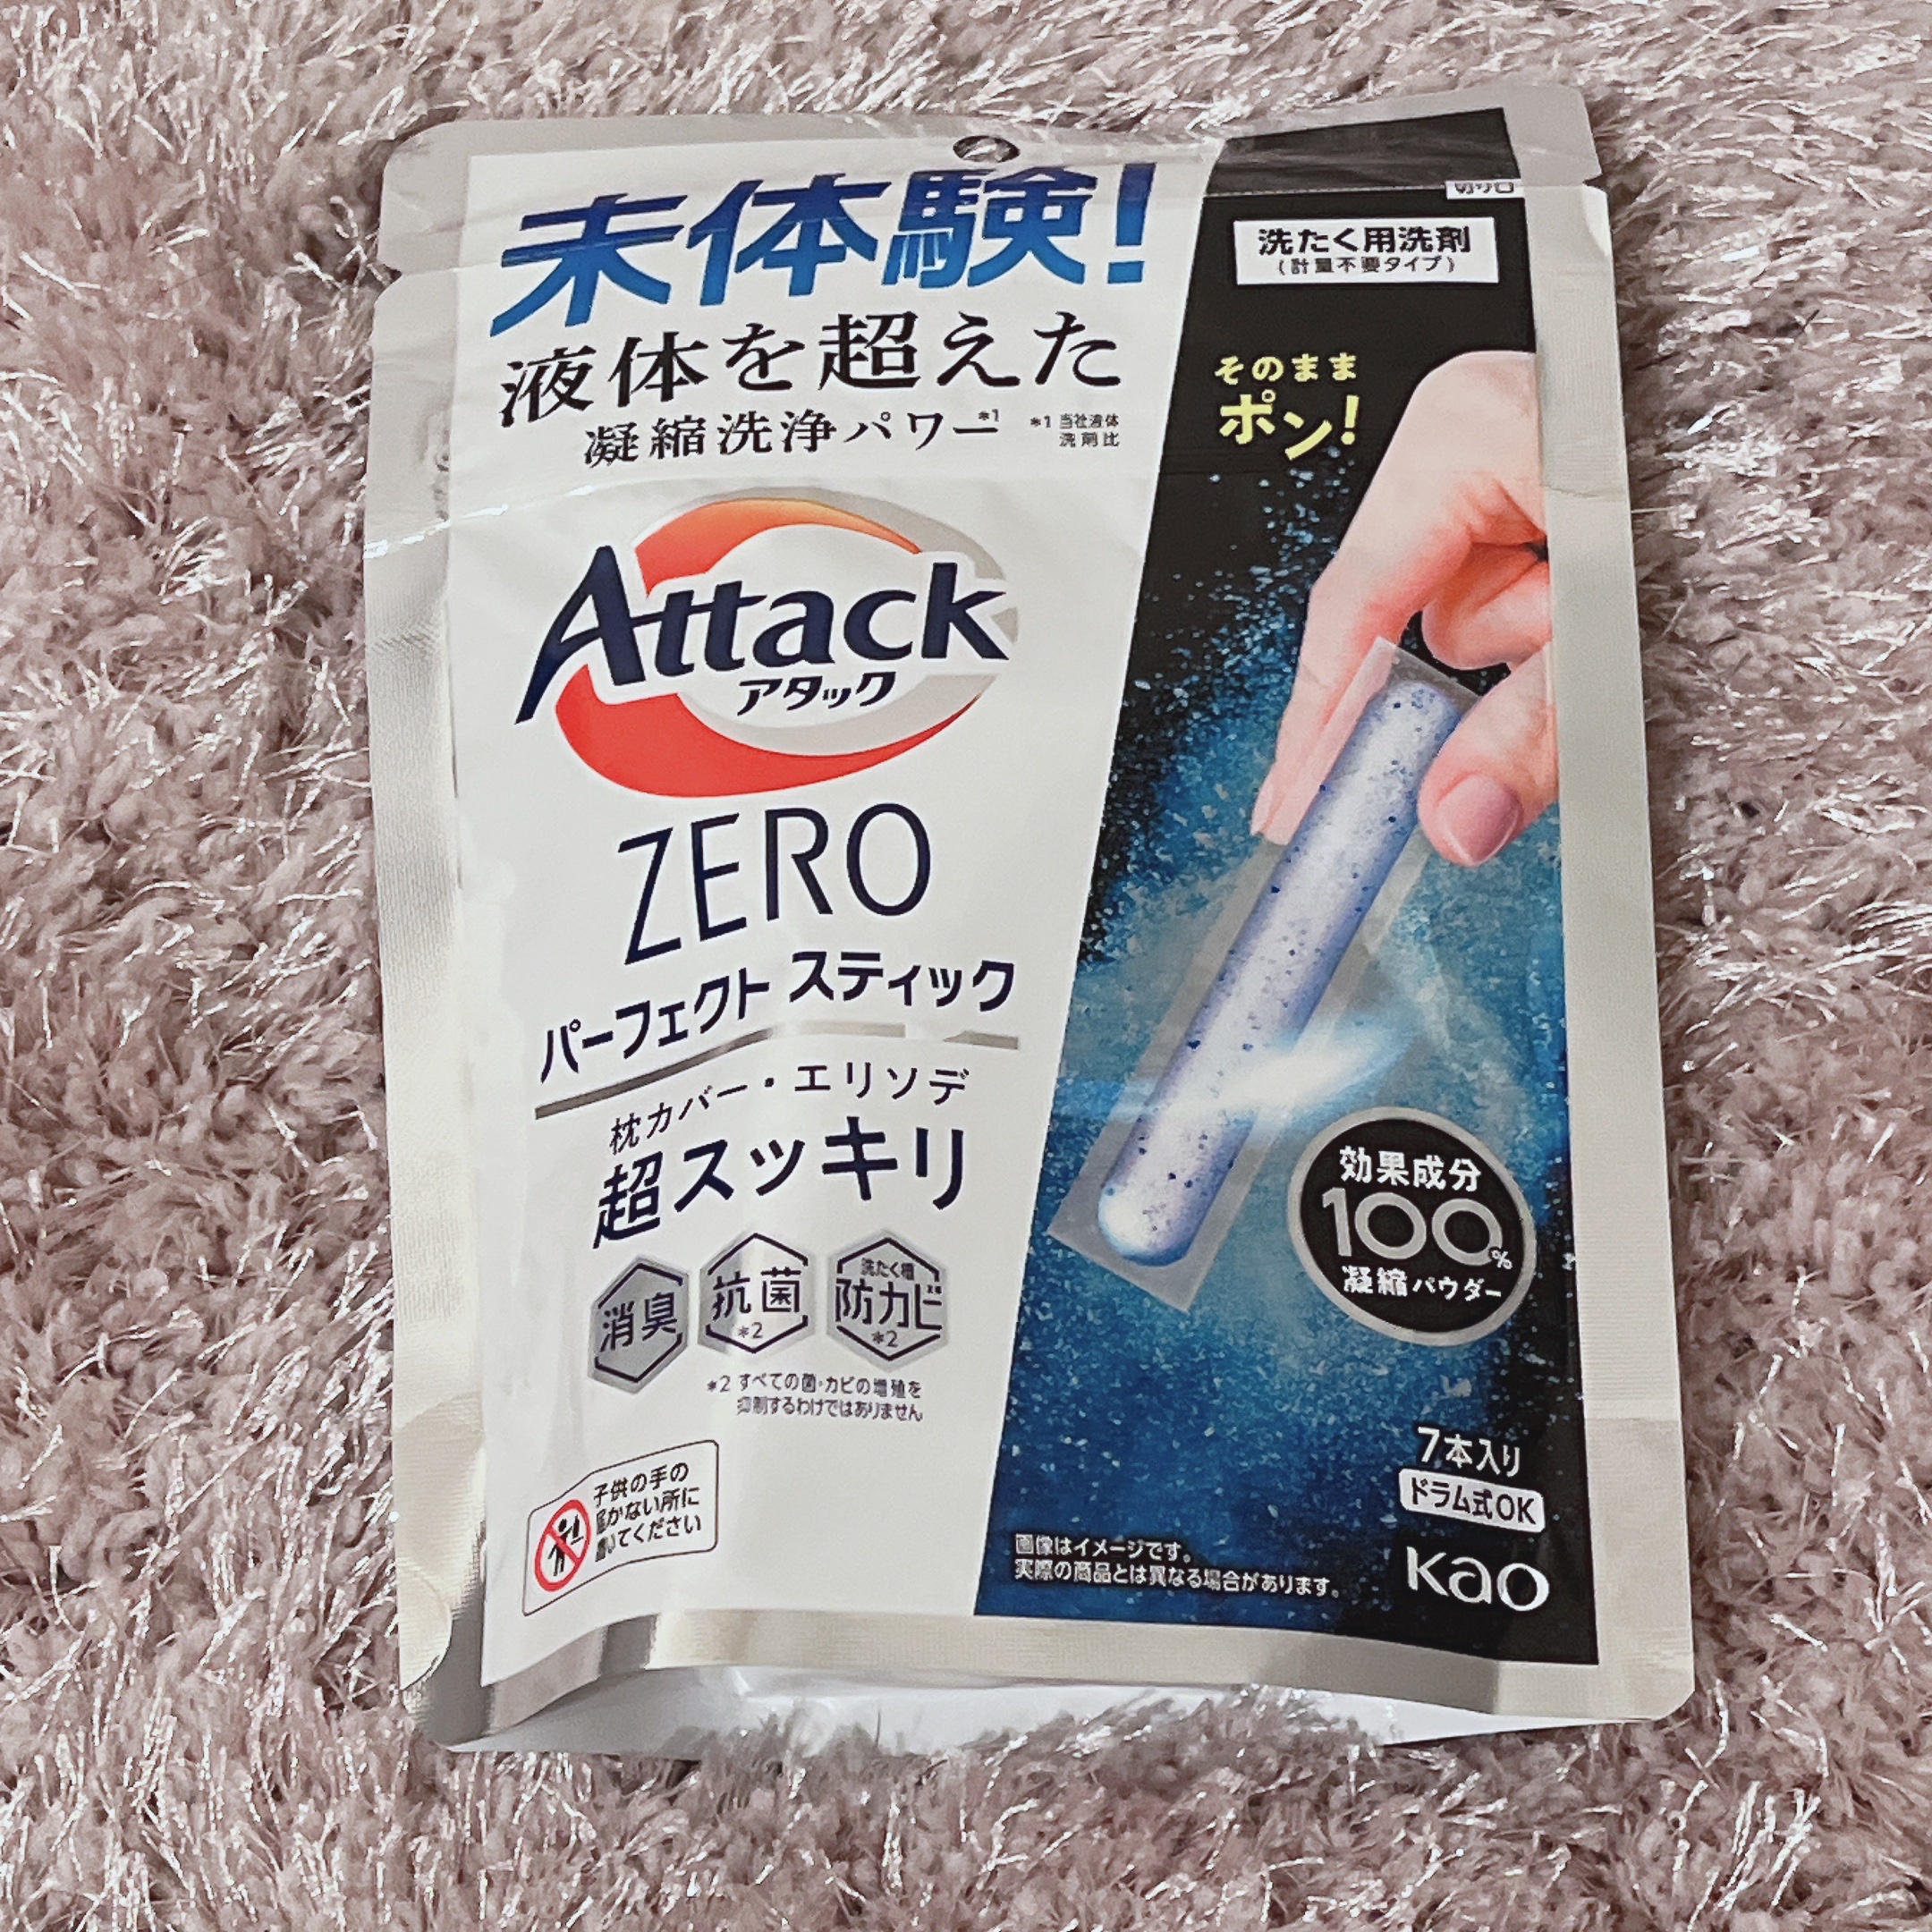 未体験!
液体を超えた
凝縮洗浄パワー*1
*1 当社液体
洗剤比
Attack
アタック
ZERO
パーフェクト スティック
枕カバー・エリソデ
超スッキリ
消臭
抗菌
*2
洗たく槽
防カビ
*2
*2 すべての菌・カビの増殖を
抑制するわけではありません
子供の手の
届かない所に
置いてください
切り口
洗たく用洗剤
(計量不要タイプ)
そのまま
ポン!
効果成分
100%
凝縮パウダー
7本入り
ドラム式OK
画像はイメージです。
実際の商品とは異なる場合があります。
Kao